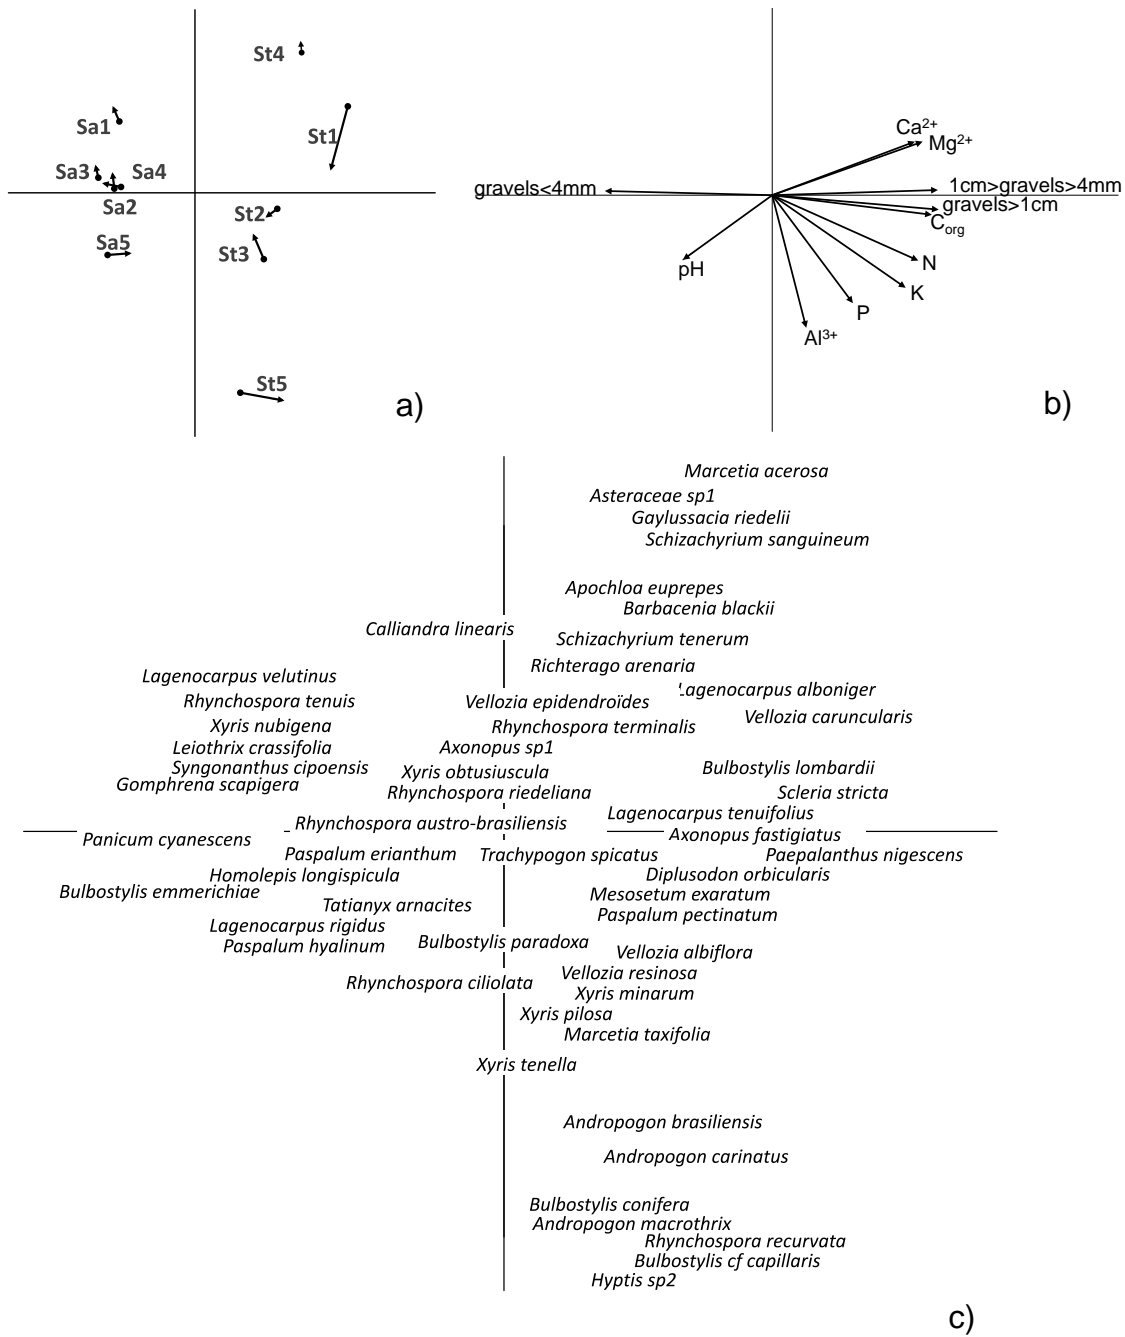 St4
Sa1
St1
Sa3
Sa4
Sa2
St2
Sa5
St3
St5
a)
Ca2+
Mg2+
gravels<4mm
1cm>gravels>4mm
gravels>1cm
Corg
pH
N
K
P
Al3+
b)
Marcetia acerosa
Asteraceae sp1
Gaylussacia riedelii
Schizachyrium sanguineum
Apochloa euprepes
Barbacenia blackii
Calliandra linearis
Schizachyrium tenerum
Richterago arenaria
Lagenocarpus velutinus
Lagenocarpus alboniger
Rhynchospora tenuis
Vellozia epidendroïdes
Vellozia caruncularis
Xyris nubigena
Rhynchospora terminalis
Leiothrix crassifolia
Axonopus sp1
Syngonanthus cipoensis
Xyris obtusiuscula
Bulbostylis lombardii
Gomphrena scapigera
Rhynchospora riedeliana
Scleria stricta
Lagenocarpus tenuifolius
Rhynchospora austro-brasiliensis
Axonopus fastigiatus
Panicum cyanescens
Paspalum erianthum
Trachypogon spicatus
Paepalanthus nigescens
Homolepis longispicula
Diplusodon orbicularis
Bulbostylis emmerichiae
Mesosetum exaratum
Tatianyx arnacites
Paspalum pectinatum
Lagenocarpus rigidus
Paspalum hyalinum
Bulbostylis paradoxa
Vellozia albiflora
Vellozia resinosa
Rhynchospora ciliolata
Xyris minarum
Xyris pilosa
Marcetia taxifolia
Xyris tenella
Andropogon brasiliensis
Andropogon carinatus
Bulbostylis conifera
Andropogon macrothrix
Rhynchospora recurvata
Bulbostylis cf capillaris
Hyptis sp2
c)